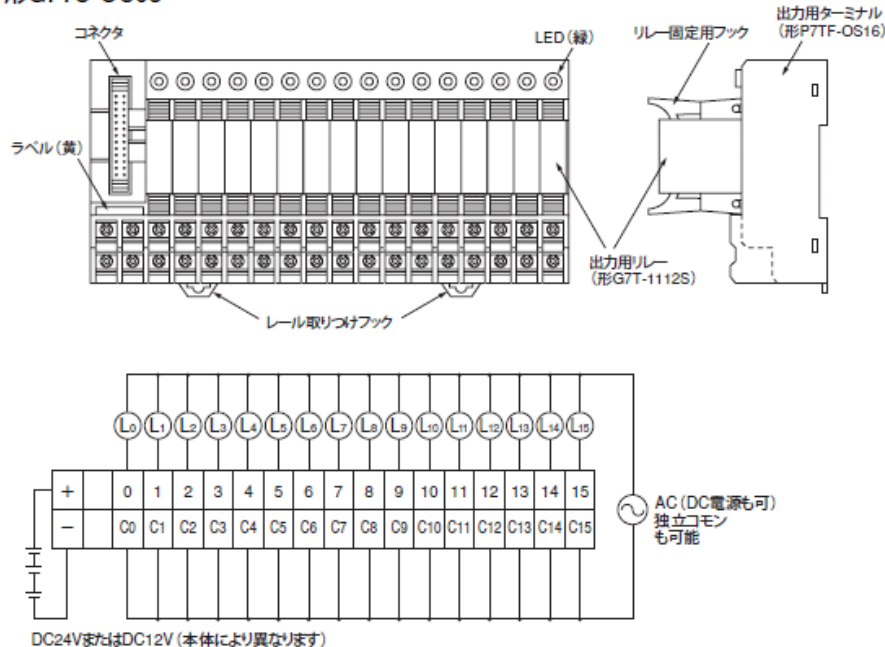 コネクタ
LED(緑)
リレー固定用フック
出力用ターミナル
(形P7TF-OS16)
ラベル(黄)
出力用リレー
(形G7T-1112S)
レール取りつけフック
L0 L1 L2 L3 L4 L5 L6 L7 L8 L9 L10 L11 L12 L13 L14 L15
+ 0 1 2 3 4 5 6 7 8 9 10 11 12 13 14 15
− C0 C1 C2 C3 C4 C5 C6 C7 C8 C9 C10 C11 C12 C13 C14 C15
AC(DC電源も可)
独立コモン
も可能
DC24VまたはDC12V(本体により異なります)